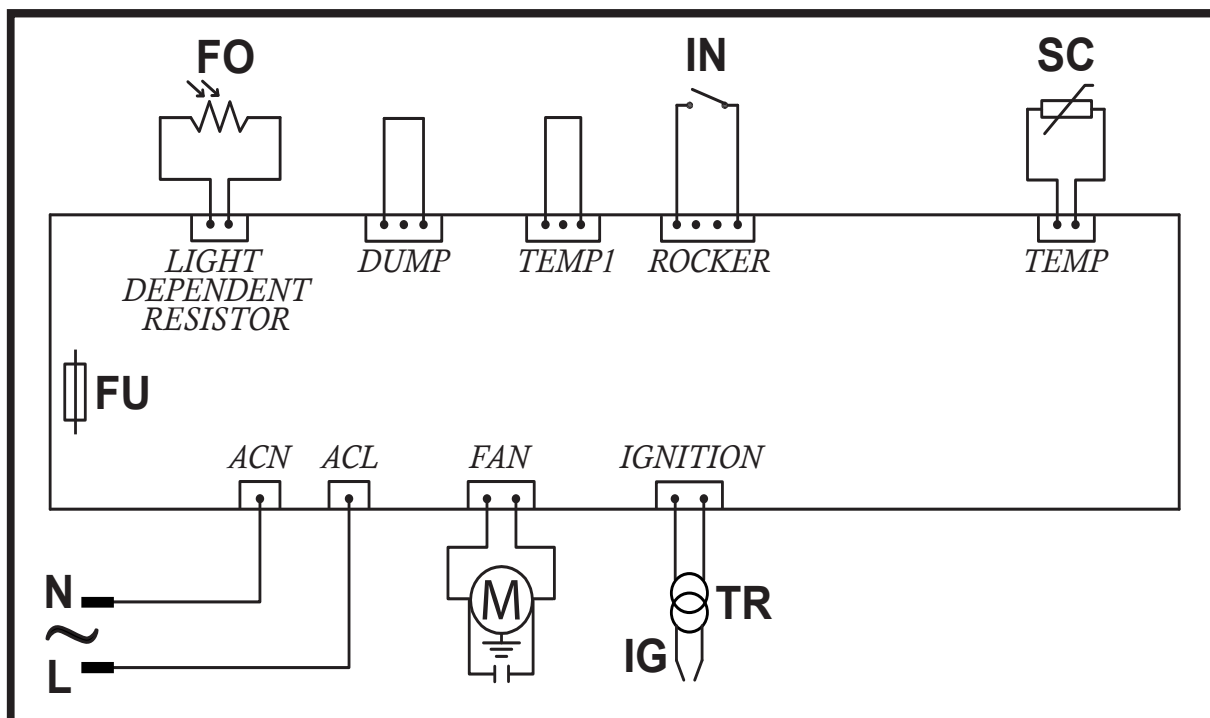 FO
IN
SC
LIGHT
DEPENDENT
RESISTOR
DUMP
TEMP1
ROCKER
TEMP
FU
ACN
ACL
FAN
IGNITION
N
~
L
M
TR
IG